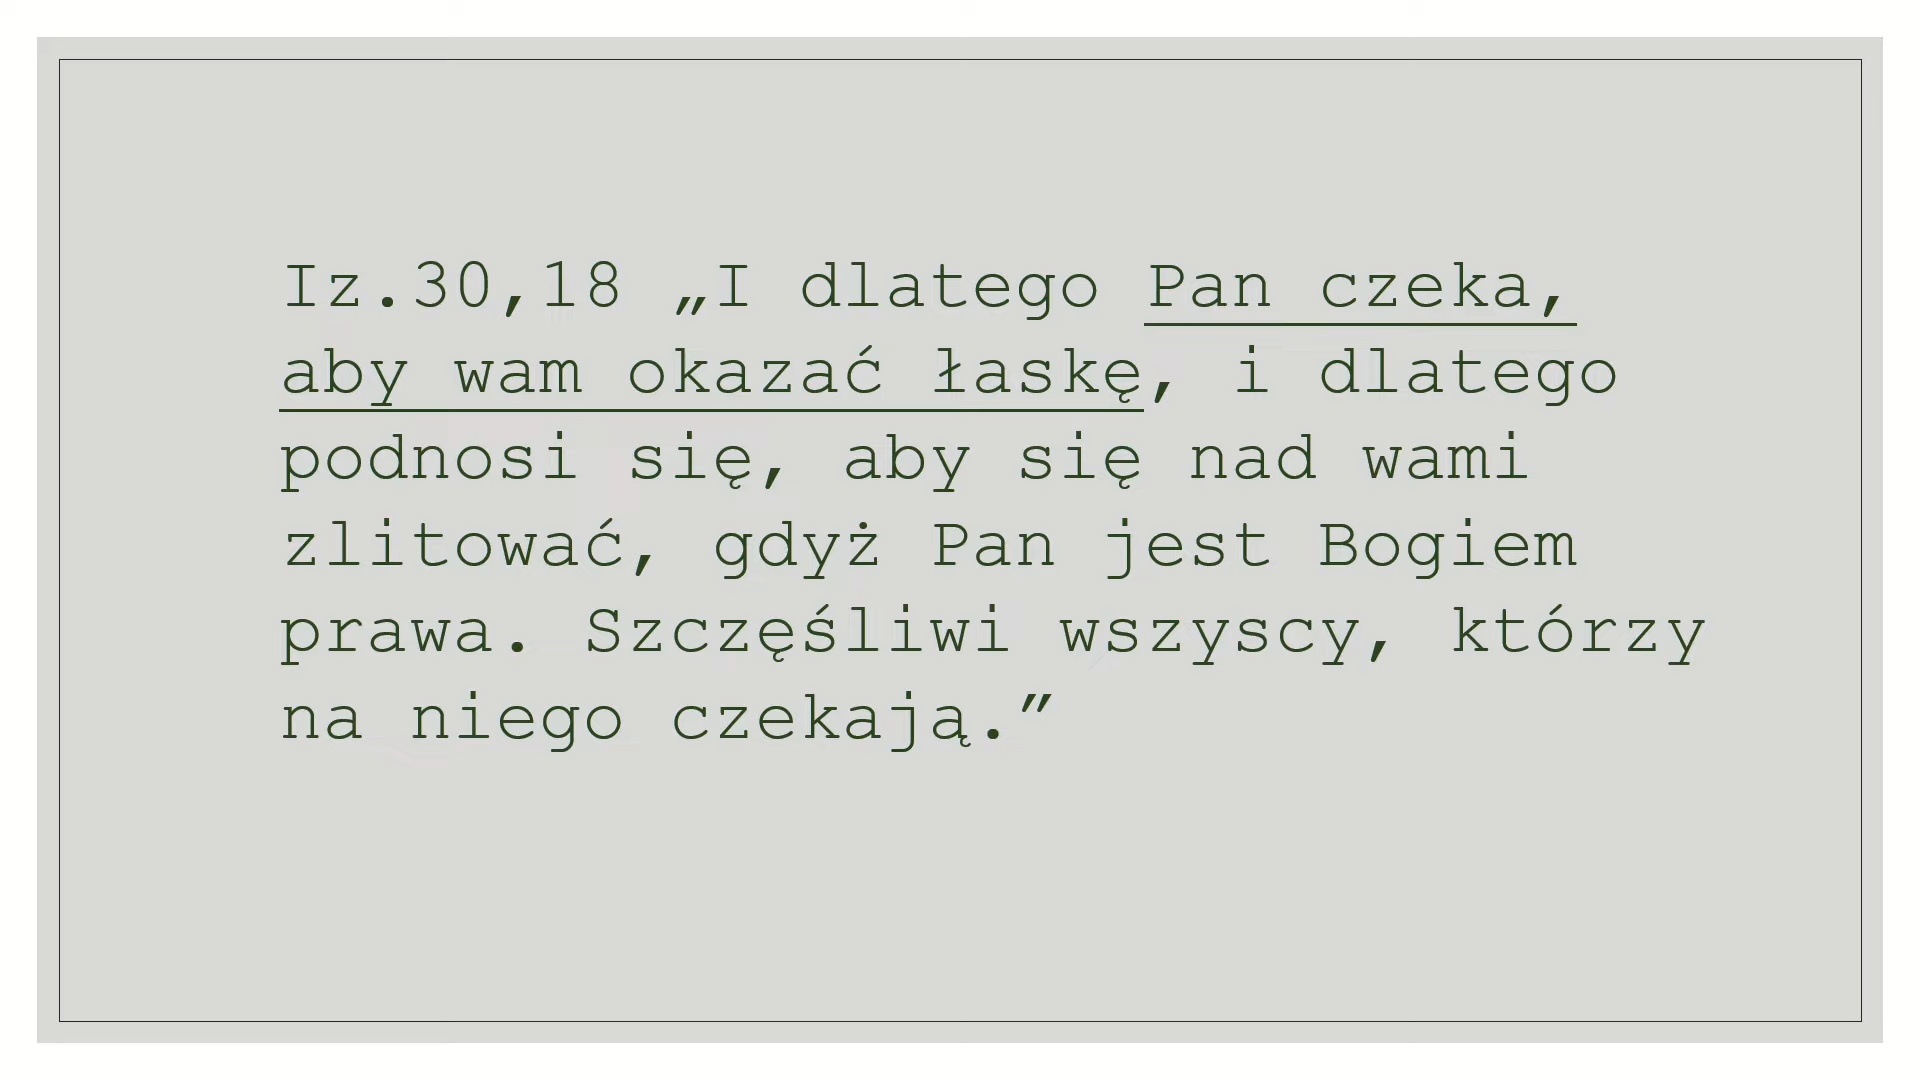 Iz.30,18 „I dlatego Pan czeka,
aby wam okazać łaskę, i dlatego
podnosi się, aby się nad wami
zlitować, gdyż Pan jest Bogiem
prawa. Szczęśliwi wszyscy, którzy
na niego czekają.”